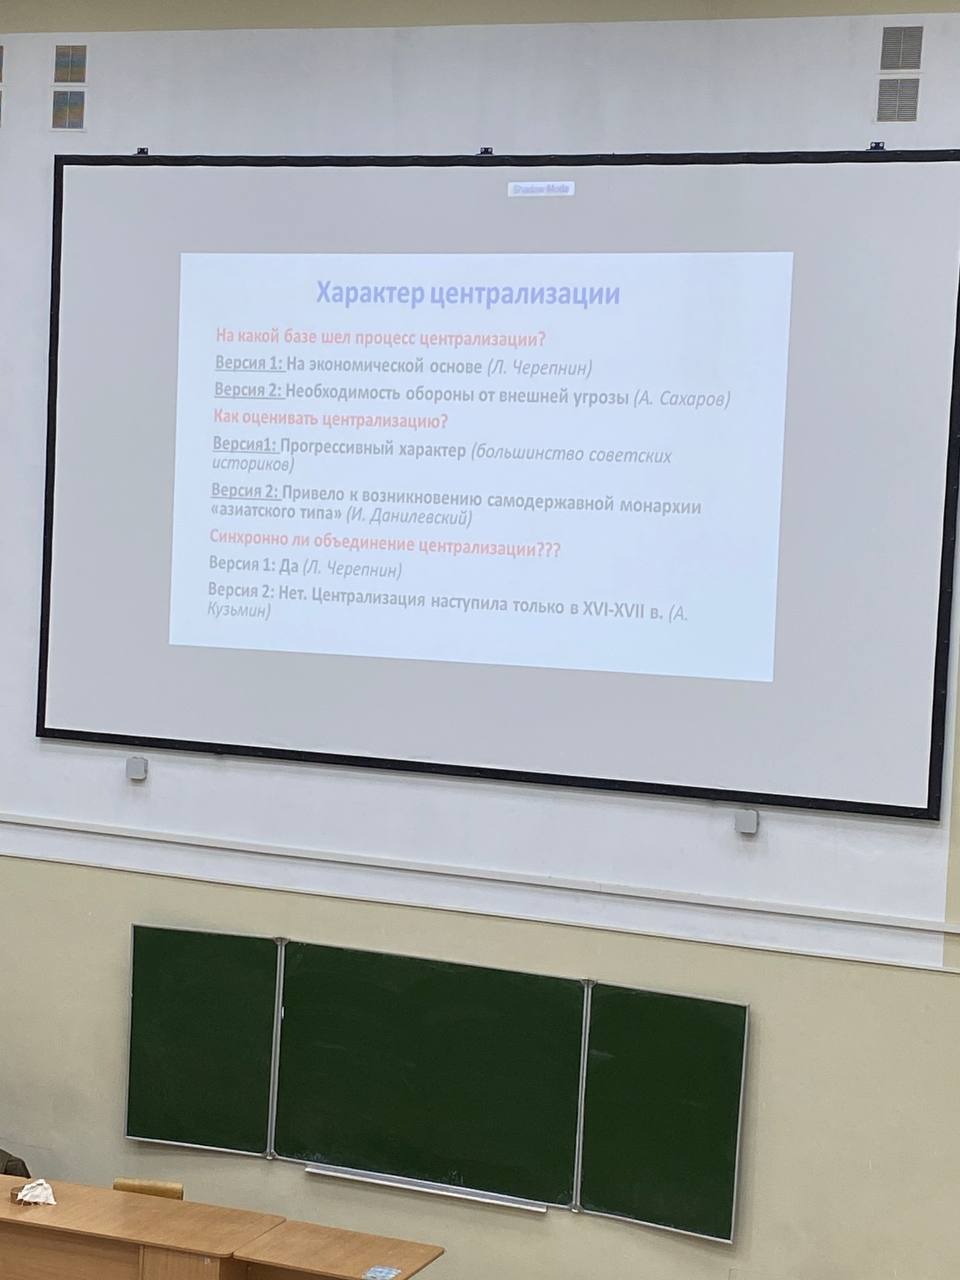 Shadow Mode
Характер централизации
На какой базе шел процесс централизации?
Версия 1: На экономической основе (Л. Черепнин)
Версия 2: Необходимость обороны от внешней угрозы (А. Сахаров)
Как оценивать централизацию?
Версия1: Прогрессивный характер (большинство советских
историков)
Версия 2: Привело к возникновению самодержавной монархии
«азиатского типа» (И. Данилевский)
Синхронно ли объединение централизации???
Версия 1: Да (Л. Черепнин)
Версия 2: Нет. Централизация наступила только в XVI-XVII в. (А.
Кузьмин)